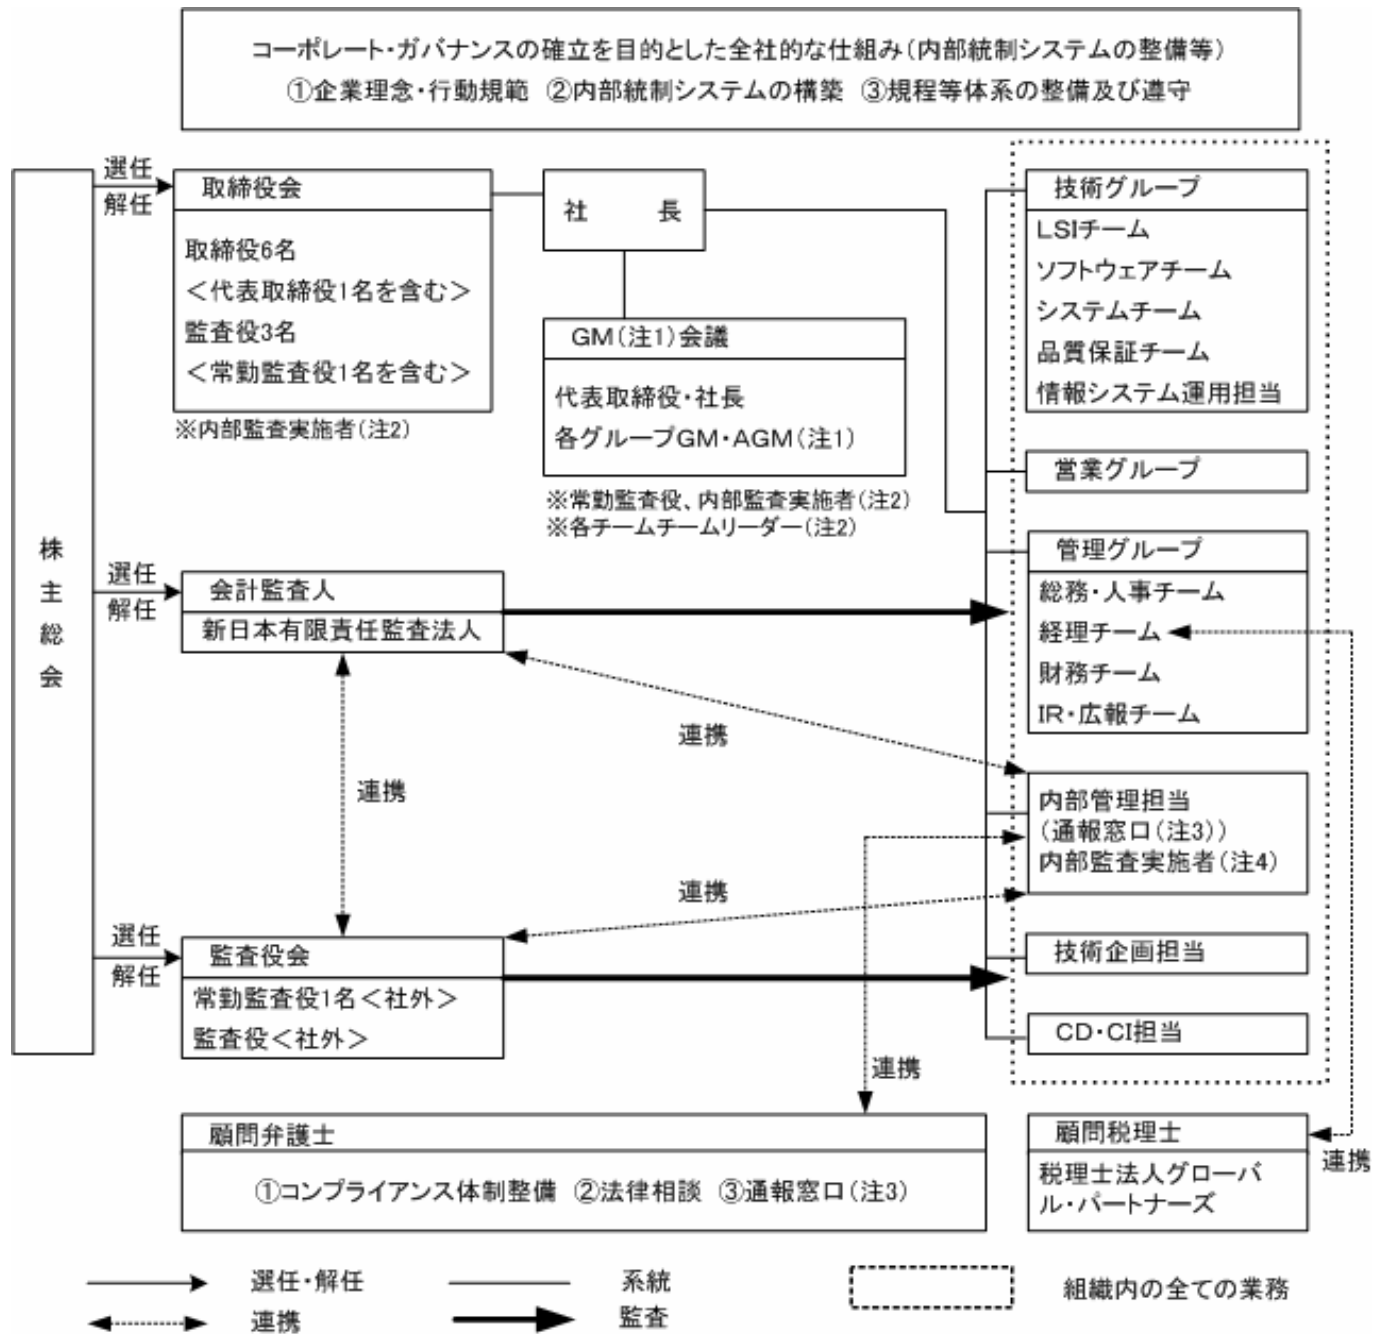 コーポレート・ガバナンスの確立を目的とした全社的な仕組み（内部統制システムの整備等）
①企業理念・行動規範　②内部統制システムの構築　③規程等体系の整備及び遵守
株主総会
選任
解任
取締役会
取締役6名
＜代表取締役1名を含む＞
監査役3名
＜常勤監査役1名を含む＞
※内部監査実施者（注2）
社　長
GM（注1）会議
代表取締役・社長
各グループGM・AGM（注1）
※常勤監査役、内部監査実施者（注2）
※各チームチームリーダー（注2）
技術グループ
LSIチーム
ソフトウェアチーム
システムチーム
品質保証チーム
情報システム運用担当
営業グループ
管理グループ
総務・人事チーム
経理チーム
財務チーム
IR・広報チーム
選任
解任
会計監査人
新日本有限責任監査法人
連携
連携
内部管理担当
（通報窓口（注3））
内部監査実施者（注4）
連携
選任
解任
監査役会
常勤監査役1名＜社外＞
監査役＜社外＞
技術企画担当
CD・CI担当
連携
顧問弁護士
①コンプライアンス体制整備　②法律相談　③通報窓口（注3）
顧問税理士
税理士法人グローバ
ル・パートナーズ
連携
選任・解任
系統
組織内の全ての業務
連携
監査